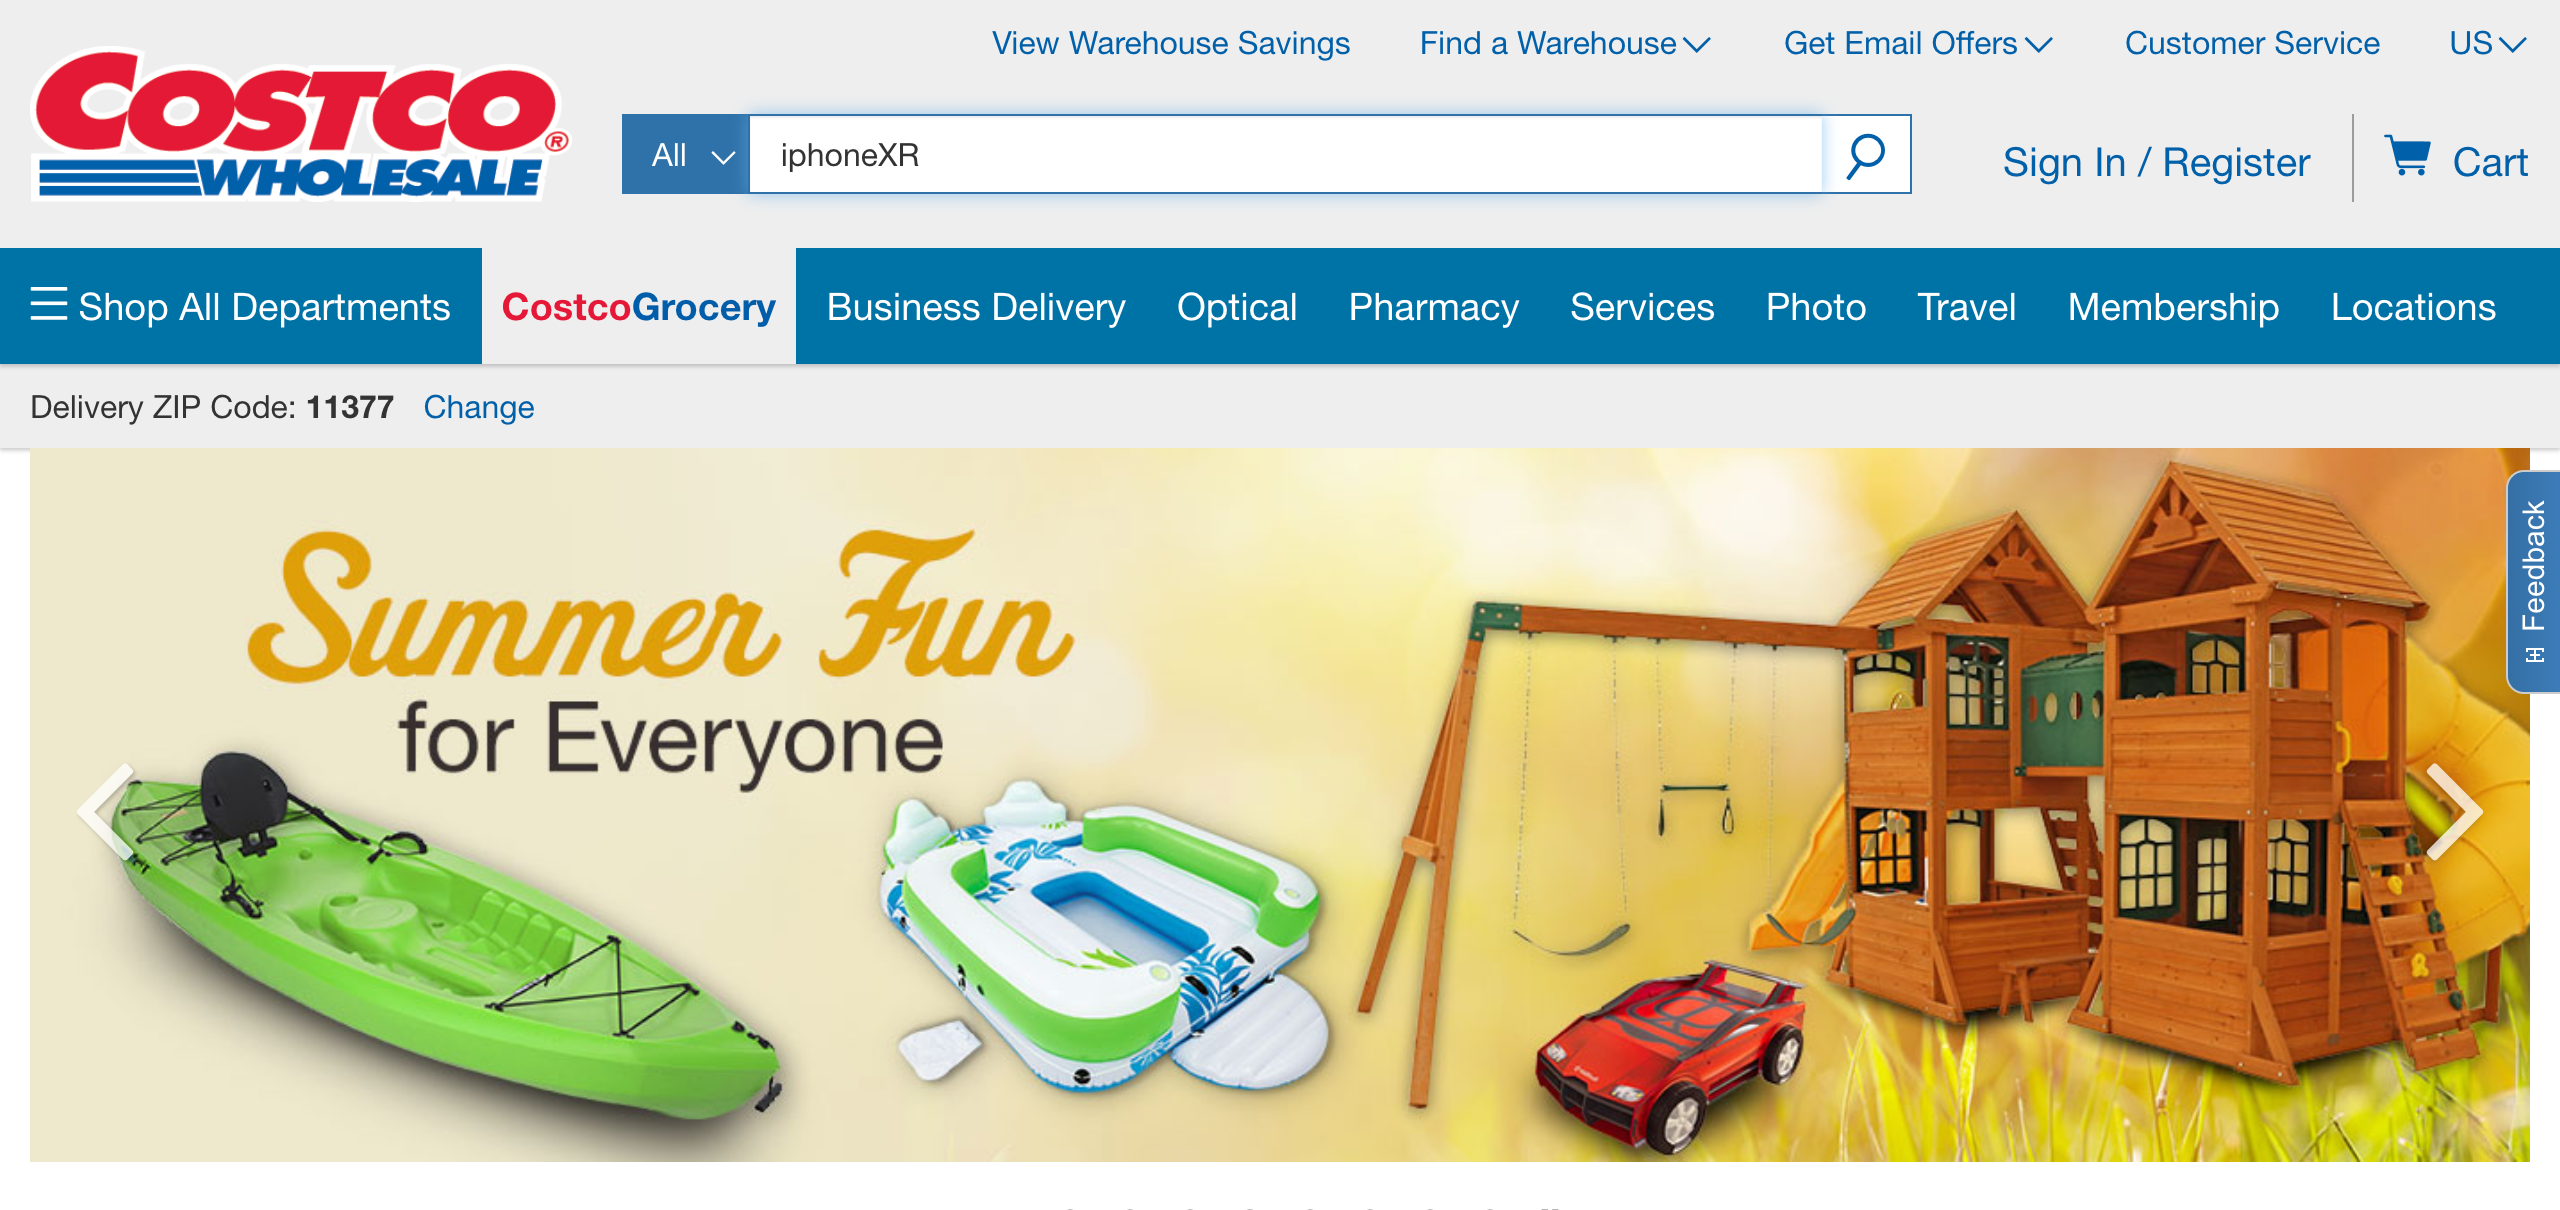 View Warehouse Savings Find a Warehouse Get Email Offers Customer Service US
COSTCO®
WHOLESALE
All iphoneXR Sign In / Register Cart
Shop All Departments CostcoGrocery Business Delivery Optical Pharmacy Services Photo Travel Membership Locations
Delivery ZIP Code: 11377 Change
Summer Fun
for Everyone
Feedback